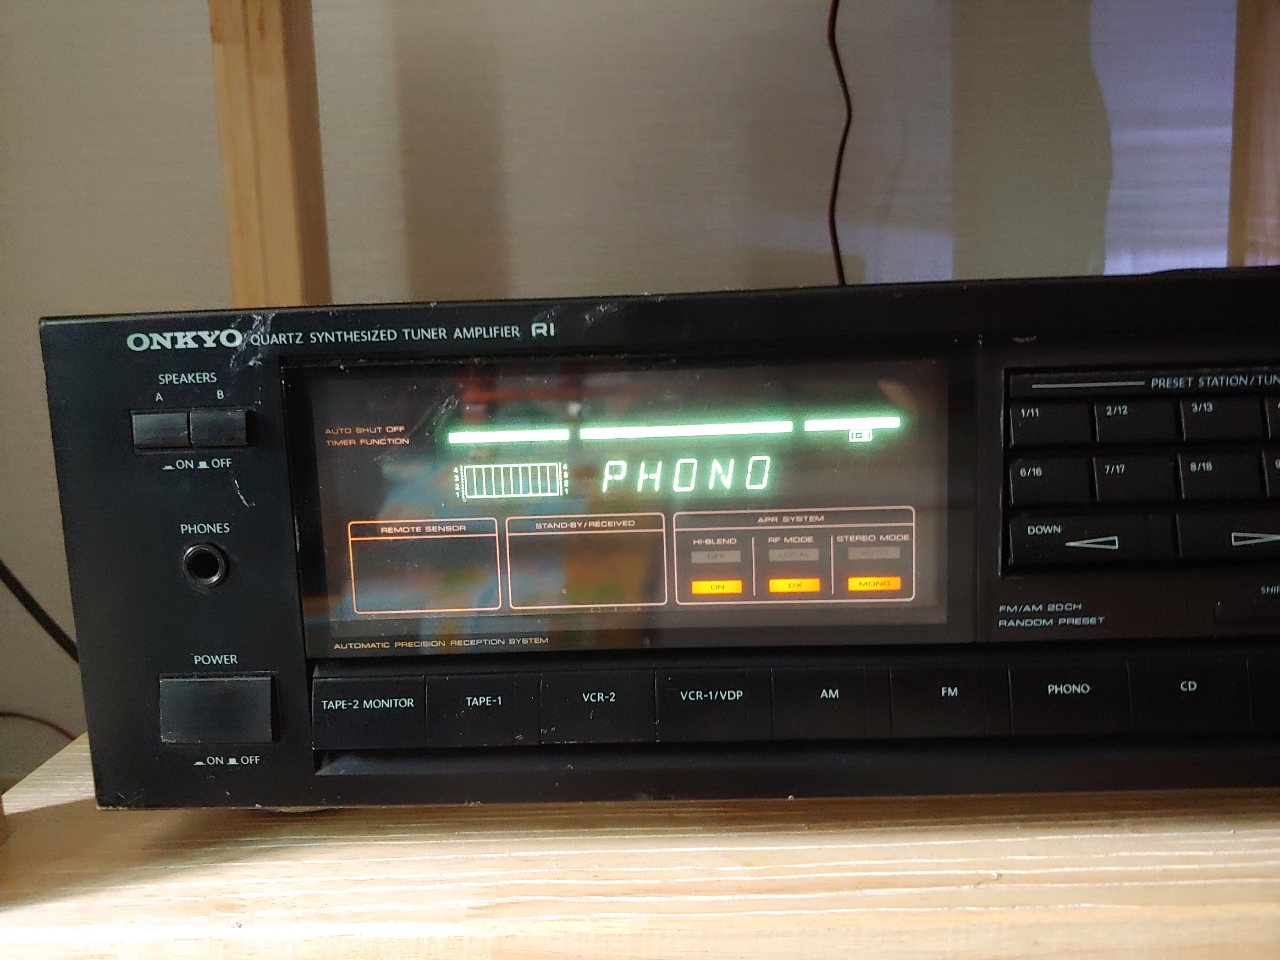 ONKYO QUARTZ SYNTHESIZED TUNER AMPLIFIER RI
SPEAKERS
A B
ON OFF
PHONES
POWER
ON OFF
AUTO SHUT OFF
TIMER FUNCTION
PHONO
REMOTE SENSOR
STAND-BY/RECEIVED
APR SYSTEM
HI-BLEND RF MODE STEREO MODE
OFF LOCAL AUTO
ON DX MONO
AUTOMATIC PRECISION RECEPTION SYSTEM
TAPE-2 MONITOR TAPE-1 VCR-2 VCR-1/VDP AM FM PHONO CD
PRESET STATION/TUN
1/11 2/12 3/13
6/16 7/17 8/18
DOWN
FM/AM 20CH
RANDOM PRESET
SHIF